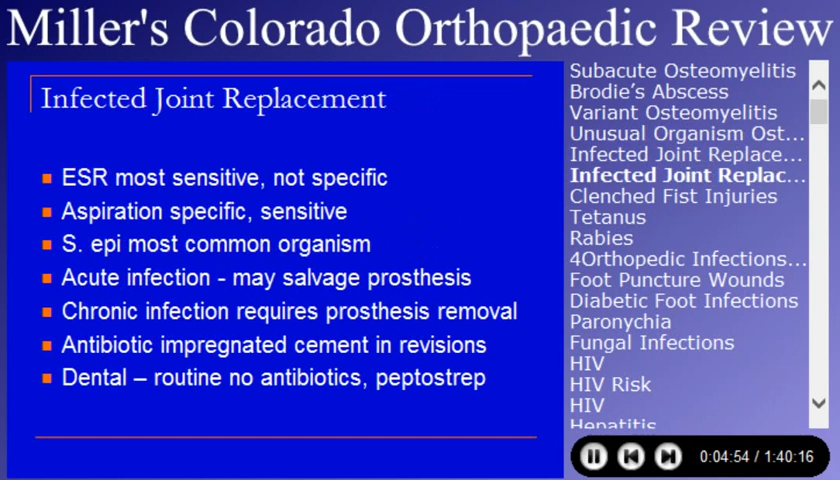 Miller's Colorado Orthopaedic Review
Infected Joint Replacement
ESR most sensitive, not specific
Aspiration specific, sensitive
S. epi most common organism
Acute infection - may salvage prosthesis
Chronic infection requires prosthesis removal
Antibiotic impregnated cement in revisions
Dental – routine no antibiotics, peptostrep
Subacute Osteomyelitis
Brodie's Abscess
Variant Osteomyelitis
Unusual Organism Ost...
Infected Joint Replace...
Infected Joint Replac...
Clenched Fist Injuries
Tetanus
Rabies
4Orthopedic Infections...
Foot Puncture Wounds
Diabetic Foot Infections
Paronychia
Fungal Infections
HIV
HIV Risk
HIV
Hepatitis
0:04:54 / 1:40:16